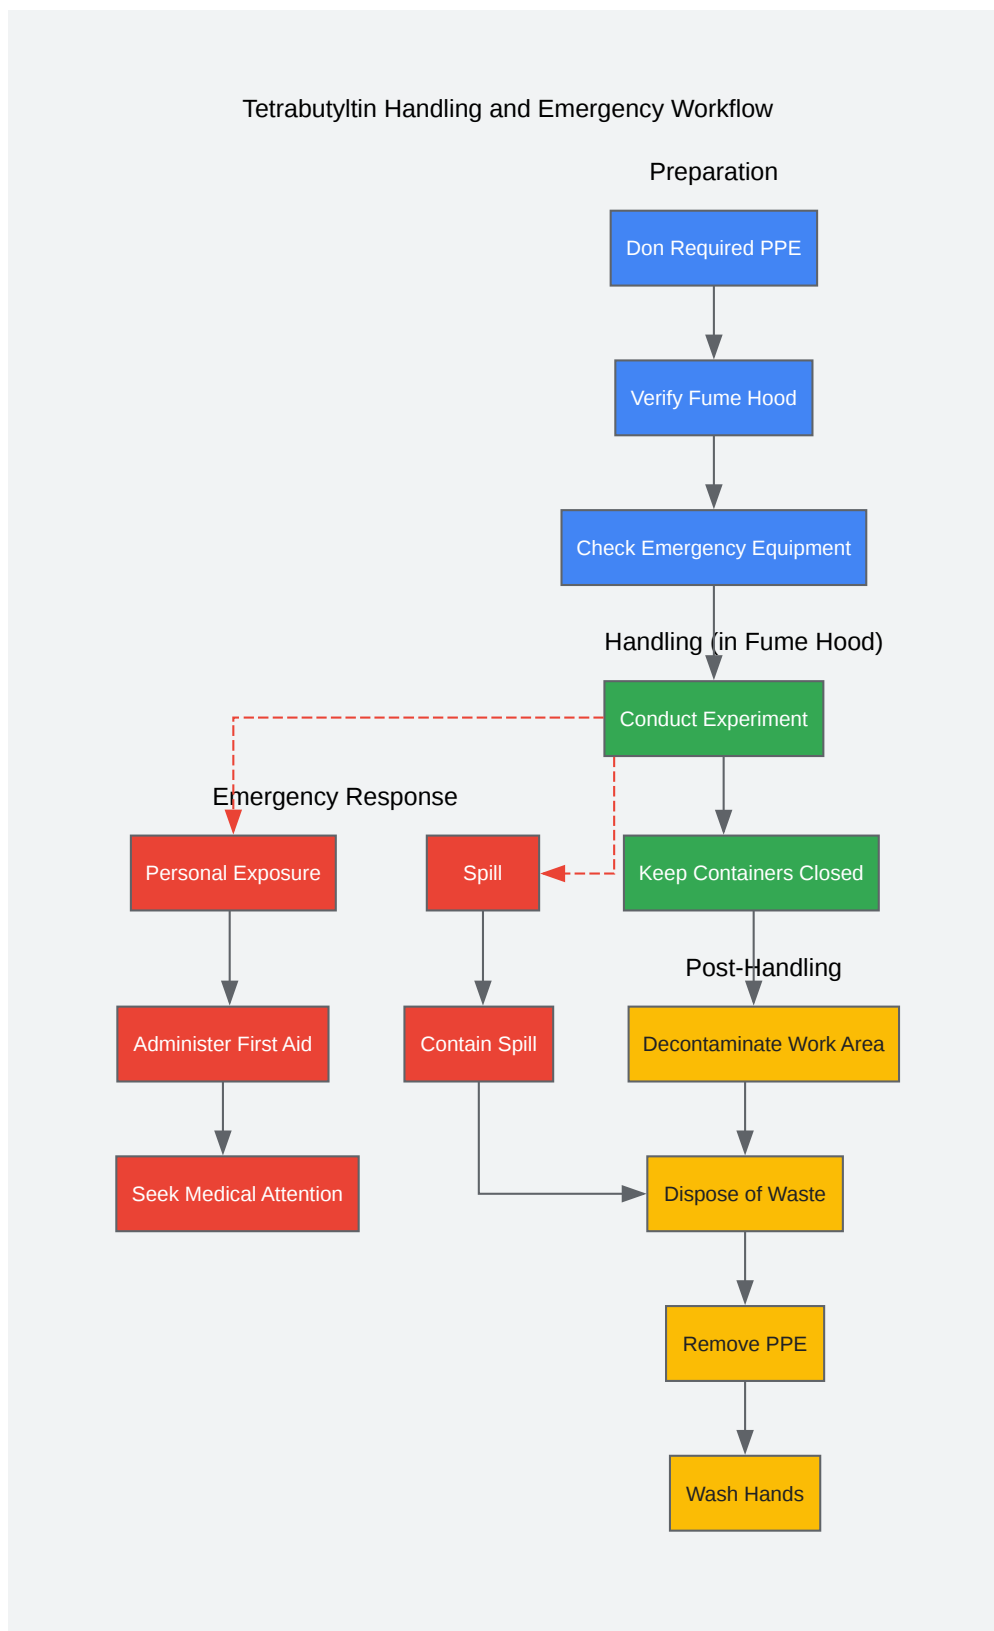 Tetrabutyltin Handling and Emergency Workflow
Preparation
Don Required PPE
Verify Fume Hood
Check Emergency Equipment
Handling (in Fume Hood)
Conduct Experiment
Emergency Response
Personal Exposure
Spill
Keep Containers Closed
Post-Handling
Administer First Aid
Contain Spill
Decontaminate Work Area
Seek Medical Attention
Dispose of Waste
Remove PPE
Wash Hands